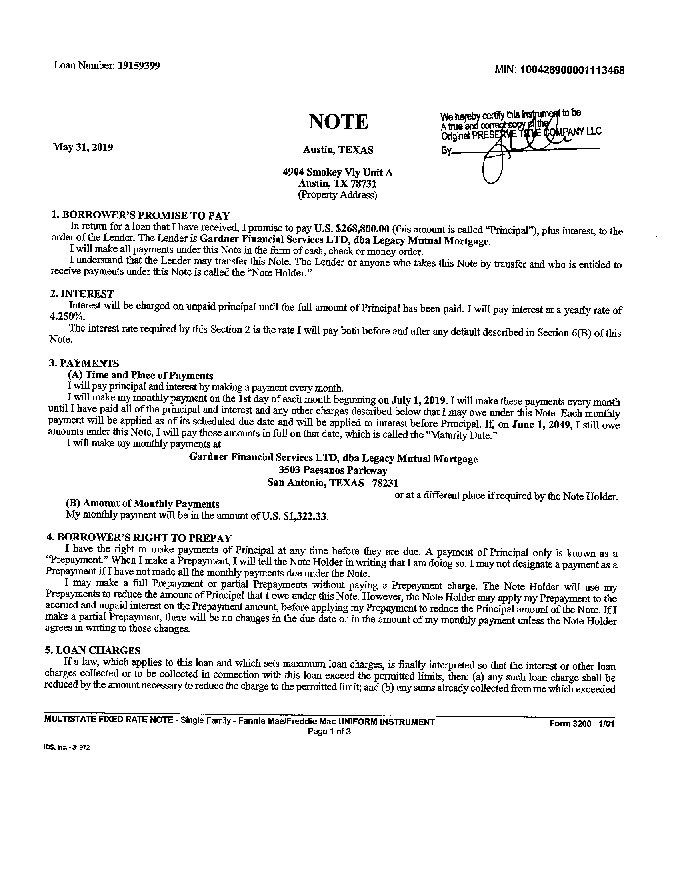 Loan Number: 19159399
MIN: 100428900001113468
NOTE
We hereby certify this instrument to be
A true and correct copy of the
Original PRESERVE TITLE COMPANY LLC
By
May 31, 2019
Austin, TEXAS
4904 Smokey Vly Unit A
Austin, TX 78731
(Property Address)
1. BORROWER'S PROMISE TO PAY
In return for a loan that I have received, I promise to pay U.S. $268,800.00 (this amount is called "Principal"), plus interest, to the
order of the Lender. The Lender is Gardner Financial Services LTD, dba Legacy Mutual Mortgage.
I will make all payments under this Note in the form of cash, check or money order.
I understand that the Lender may transfer this Note. The Lender or anyone who takes this Note by transfer and who is entitled to
receive payments under this Note is called the "Note Holder."
2. INTEREST
Interest will be charged on unpaid principal until the full amount of Principal has been paid. I will pay interest at a yearly rate of
4.250%.
The interest rate required by this Section 2 is the rate I will pay both before and after any default described in Section 6(B) of this
Note.
3. PAYMENTS
(A) Time and Place of Payments
I will pay principal and interest by making a payment every month.
I will make my monthly payment on the 1st day of each month beginning on July 1, 2019. I will make these payments every month
until I have paid all of the principal and interest and any other charges described below that I may owe under this Note. Each monthly
payment will be applied as of its scheduled due date and will be applied to interest before Principal. If, on June 1, 2049, I still owe
amounts under this Note, I will pay those amounts in full on that date, which is called the "Maturity Date."
I will make my monthly payments at
Gardner Financial Services LTD, dba Legacy Mutual Mortgage
3503 Paesanos Parkway
San Antonio, TEXAS 78231
or at a different place if required by the Note Holder.
(B) Amount of Monthly Payments
My monthly payment will be in the amount of U.S. $1,322.33.
4. BORROWER'S RIGHT TO PREPAY
I have the right to make payments of Principal at any time before they are due. A payment of Principal only is known as a
"Prepayment." When I make a Prepayment, I will tell the Note Holder in writing that I am doing so. I may not designate a payment as a
Prepayment if I have not made all the monthly payments due under the Note.
I may make a full Prepayment or partial Prepayments without paying a Prepayment charge. The Note Holder will use my
Prepayments to reduce the amount of Principal that I owe under this Note. However, the Note Holder may apply my Prepayment to the
accrued and unpaid interest on the Prepayment amount, before applying my Prepayment to reduce the Principal amount of the Note. If I
make a partial Prepayment, there will be no changes in the due date or in the amount of my monthly payment unless the Note Holder
agrees in writing to those changes.
5. LOAN CHARGES
If a law, which applies to this loan and which sets maximum loan charges, is finally interpreted so that the interest or other loan
charges collected or to be collected in connection with this loan exceed the permitted limits, then: (a) any such loan charge shall be
reduced by the amount necessary to reduce the charge to the permitted limit; and (b) any sums already collected from me which exceeded
MULTISTATE FIXED RATE NOTE - Single Family - Fannie Mae/Freddie Mac UNIFORM INSTRUMENT
Form 3200 1/01
Page 1 of 3
IDS, Inc.